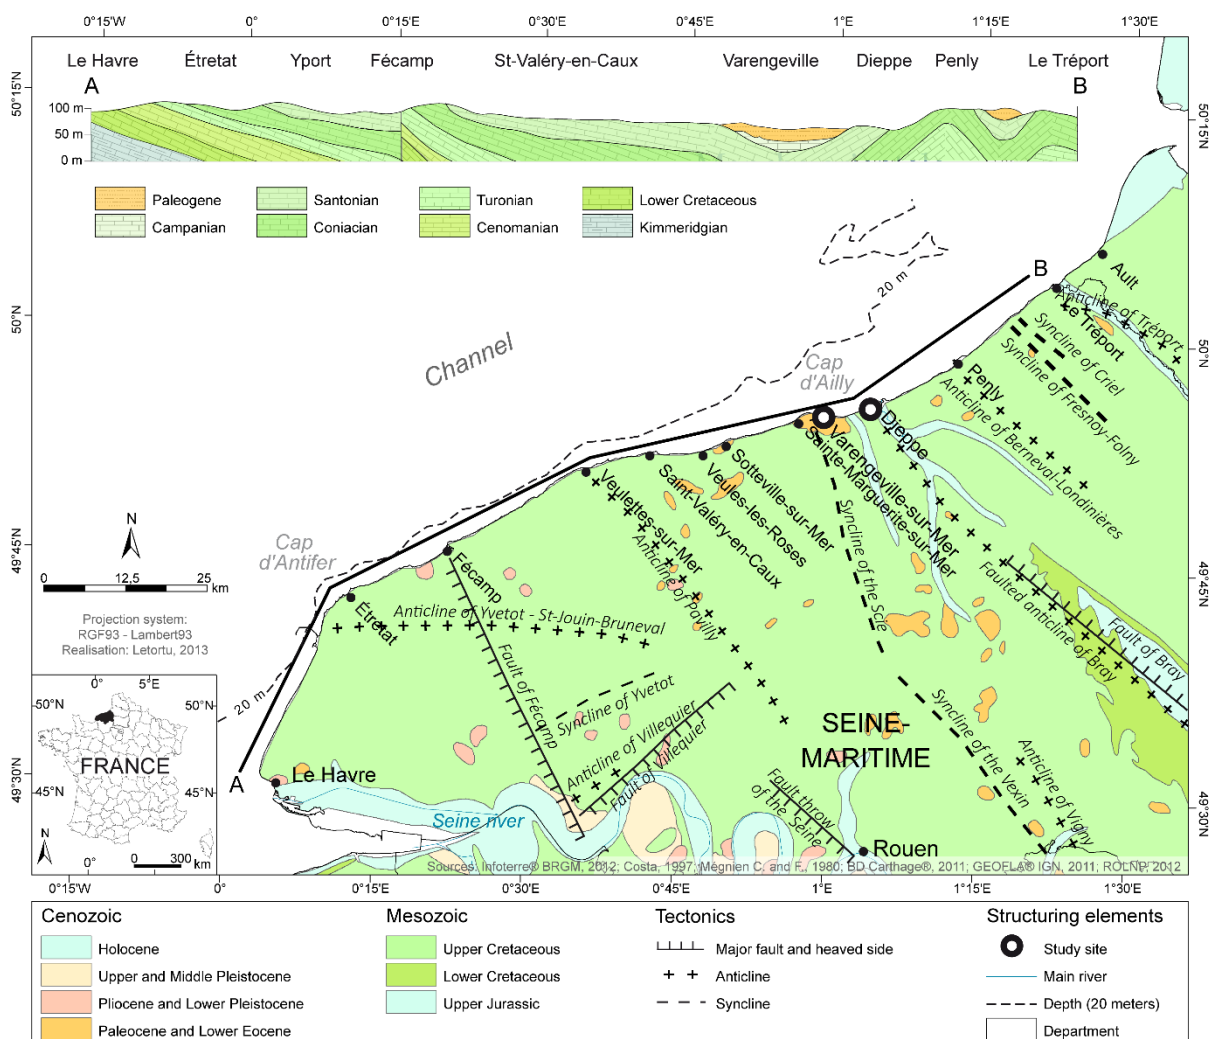 0°15'W 0° 0°15'E 0°30'E 0°45'E 1°E 1°15'E 1°30'E
Le Havre Étretat Yport Fécamp St-Valéry-en-Caux Varengeville Dieppe Penly Le Tréport
A B
50°15'N
50°15'N
100 m
50 m
0 m
Paleogene Santonian Turonian Lower Cretaceous
Campanian Coniacian Cenomanian Kimmeridgian
20 m
B
Ault
Anticline of Tréport
Le Tréport
50°N
50°N
Syncline of Criel
Syncline of Fresnoy-Folny
Channel
Cap
d'Ailly
Penly
Anticline of Berneval-Londinières
Dieppe
Varengeville-sur-Mer
Sainte-Marguerite-sur-Mer
Sotteville-sur-Mer
Veules-les-Roses
Saint-Valéry-en-Caux
Veulettes-sur-Mer
Anticline of Pavilly
Syncline of the Scie
N
49°45'N
49°45'N
Cap
d'Antifer
0 12,5 25 km
Fécamp
Étretat
Anticline of Yvetot - St-Jouin-Bruneval
Faulted anticline of Bray
Fault of Bray
Projection system:
RGF93 - Lambert93
Realisation: Letortu, 2013
Fault of Fécamp
Syncline of Yvetot
Anticline of Villequier
Fault of Villequier
SEINE-
MARITIME
Syncline of the Vexin
Anticline of Vigny
20 m
0° 5°E
50°N 50°N
FRANCE
45°N 45°N
N
0° 0 300 km
49°30'N
49°30'N
A
Le Havre
Seine river
Fault throw
of the Seine
Rouen
Sources: Infoterre® BRGM, 2012; Costa, 1997; Mégnien C. and F., 1980; BD Carthage®, 2011; GEOFLA® IGN, 2011; ROLNP, 2012
0°15'W 0° 0°15'E 0°30'E 0°45'E 1°E 1°15'E 1°30'E
Cenozoic Mesozoic Tectonics Structuring elements
Holocene Upper Cretaceous Major fault and heaved side Study site
Upper and Middle Pleistocene Lower Cretaceous Anticline Main river
Pliocene and Lower Pleistocene Upper Jurassic Syncline Depth (20 meters)
Paleocene and Lower Eocene Department